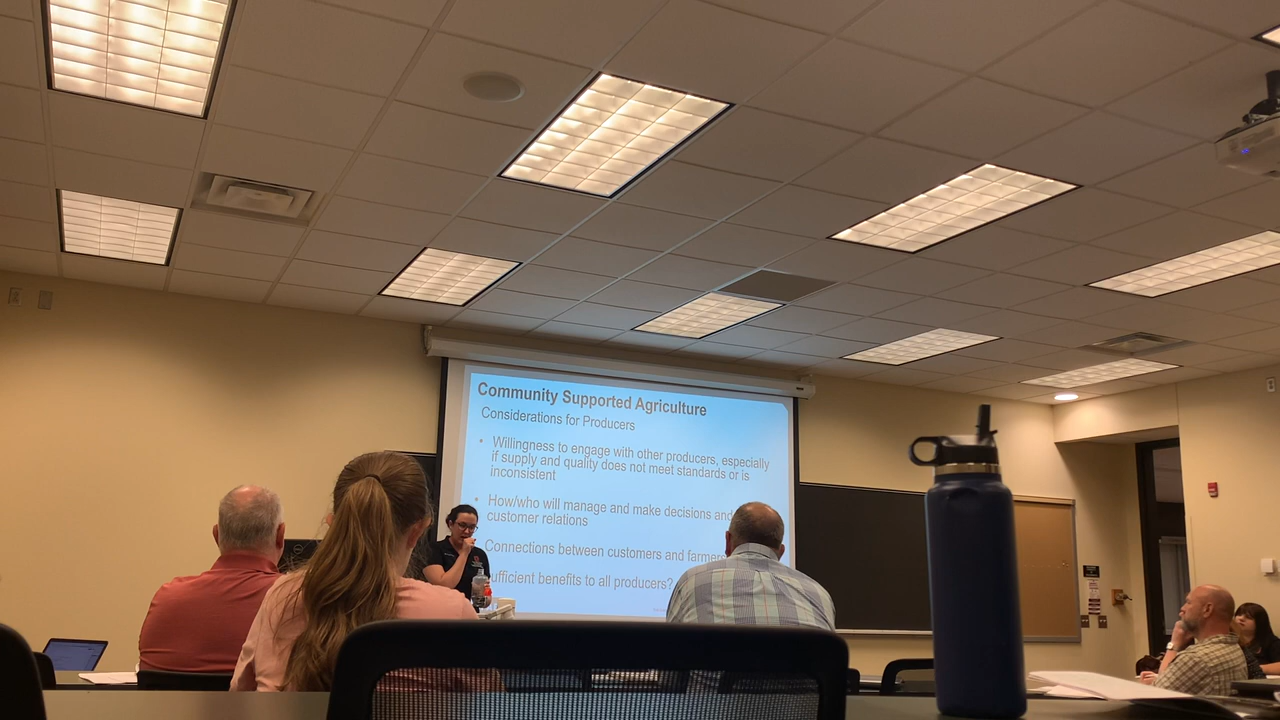 Community Supported Agriculture
Considerations for Producers
• Willingness to engage with other producers, especially
if supply and quality does not meet standards or is
inconsistent
• How/who will manage and make decisions and
customer relations
Connections between customers and farmers
ufficient benefits to all producers?